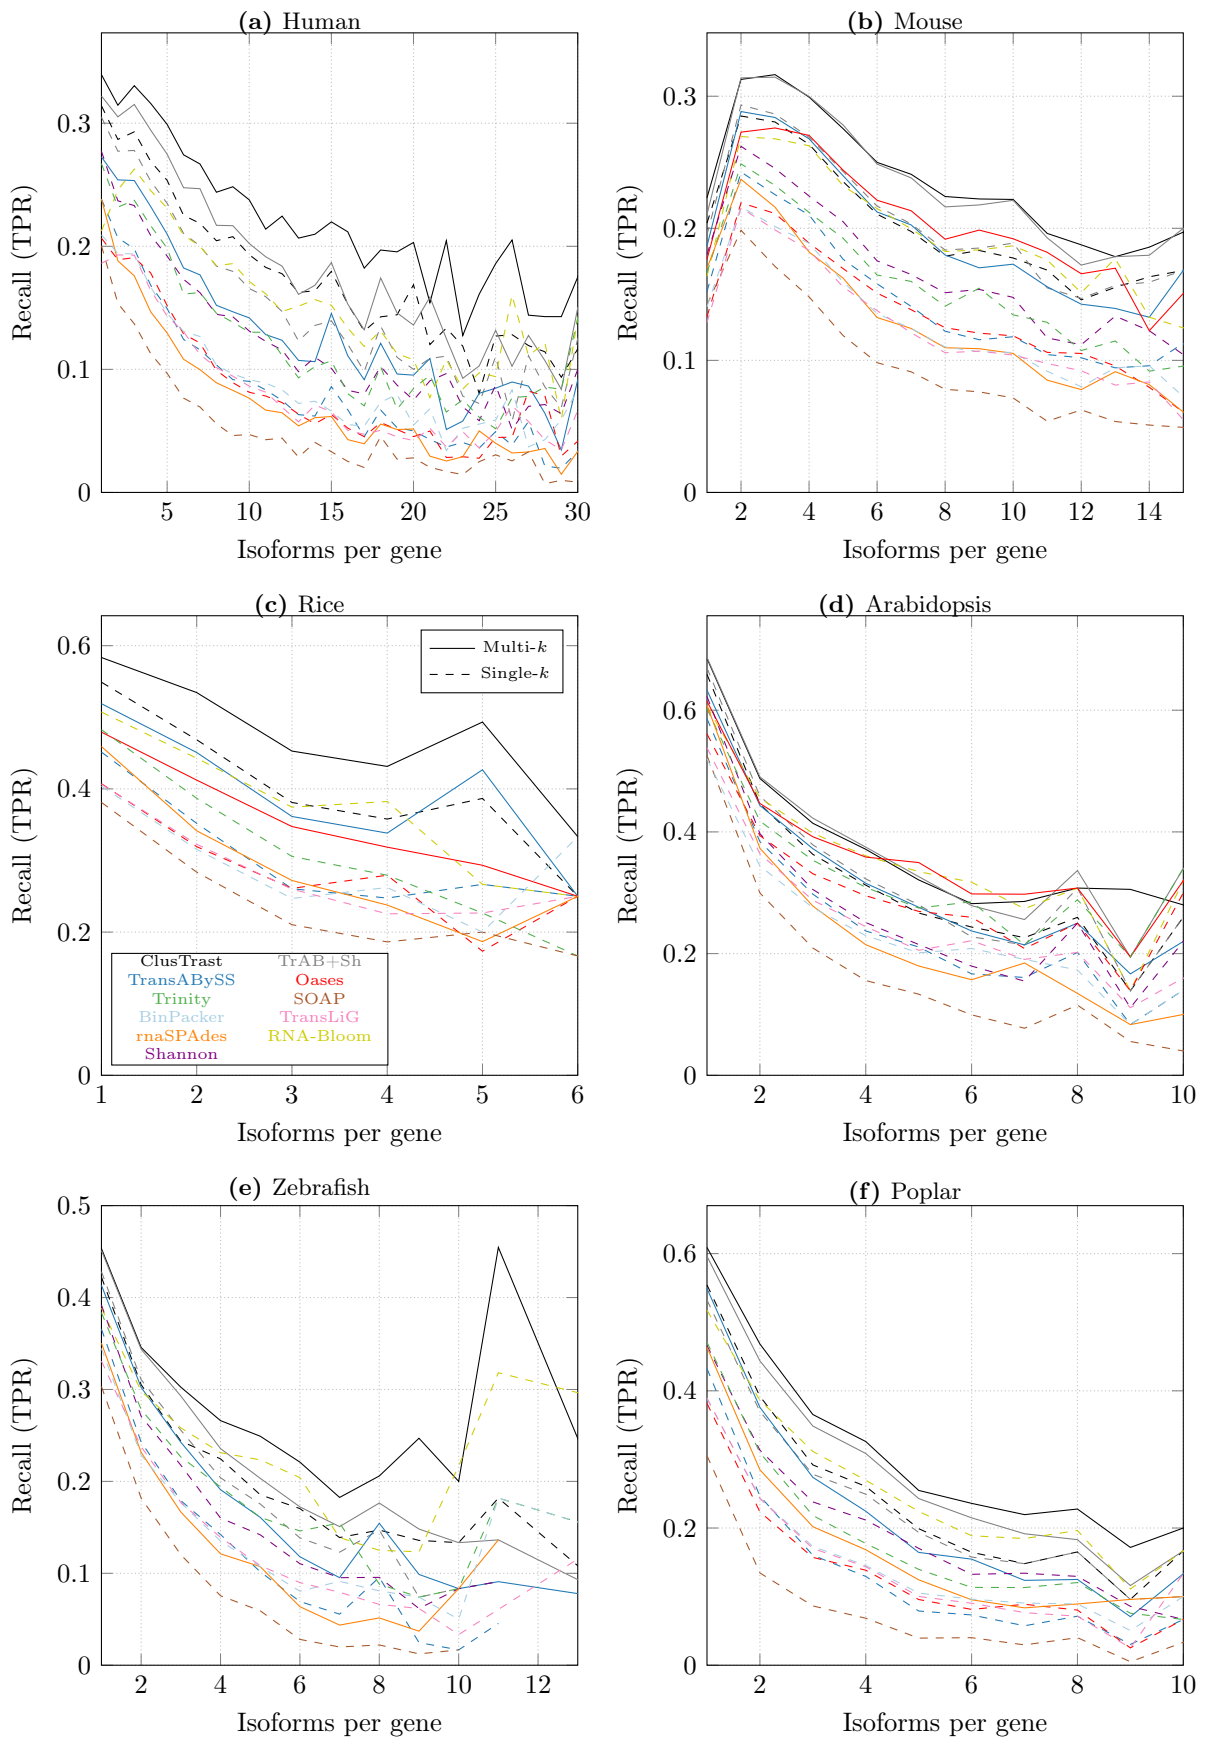 (a) Human
Recall (TPR)
0.3
0.2
0.1
0
5 10 15 20 25 30
Isoforms per gene
(b) Mouse
Recall (TPR)
0.3
0.2
0.1
0
2 4 6 8 10 12 14
Isoforms per gene
(c) Rice
Recall (TPR)
0.6
0.4
0.2
0
Multi-k
Single-k
ClusTrast TrAB+Sh
TransABySS Oases
Trinity SOAP
BinPacker TransLiG
rnaSPAdes RNA-Bloom
Shannon
1 2 3 4 5 6
Isoforms per gene
(d) Arabidopsis
Recall (TPR)
0.6
0.4
0.2
0
2 4 6 8 10
Isoforms per gene
(e) Zebrafish
Recall (TPR)
0.5
0.4
0.3
0.2
0.1
0
2 4 6 8 10 12
Isoforms per gene
(f) Poplar
Recall (TPR)
0.6
0.4
0.2
0
2 4 6 8 10
Isoforms per gene